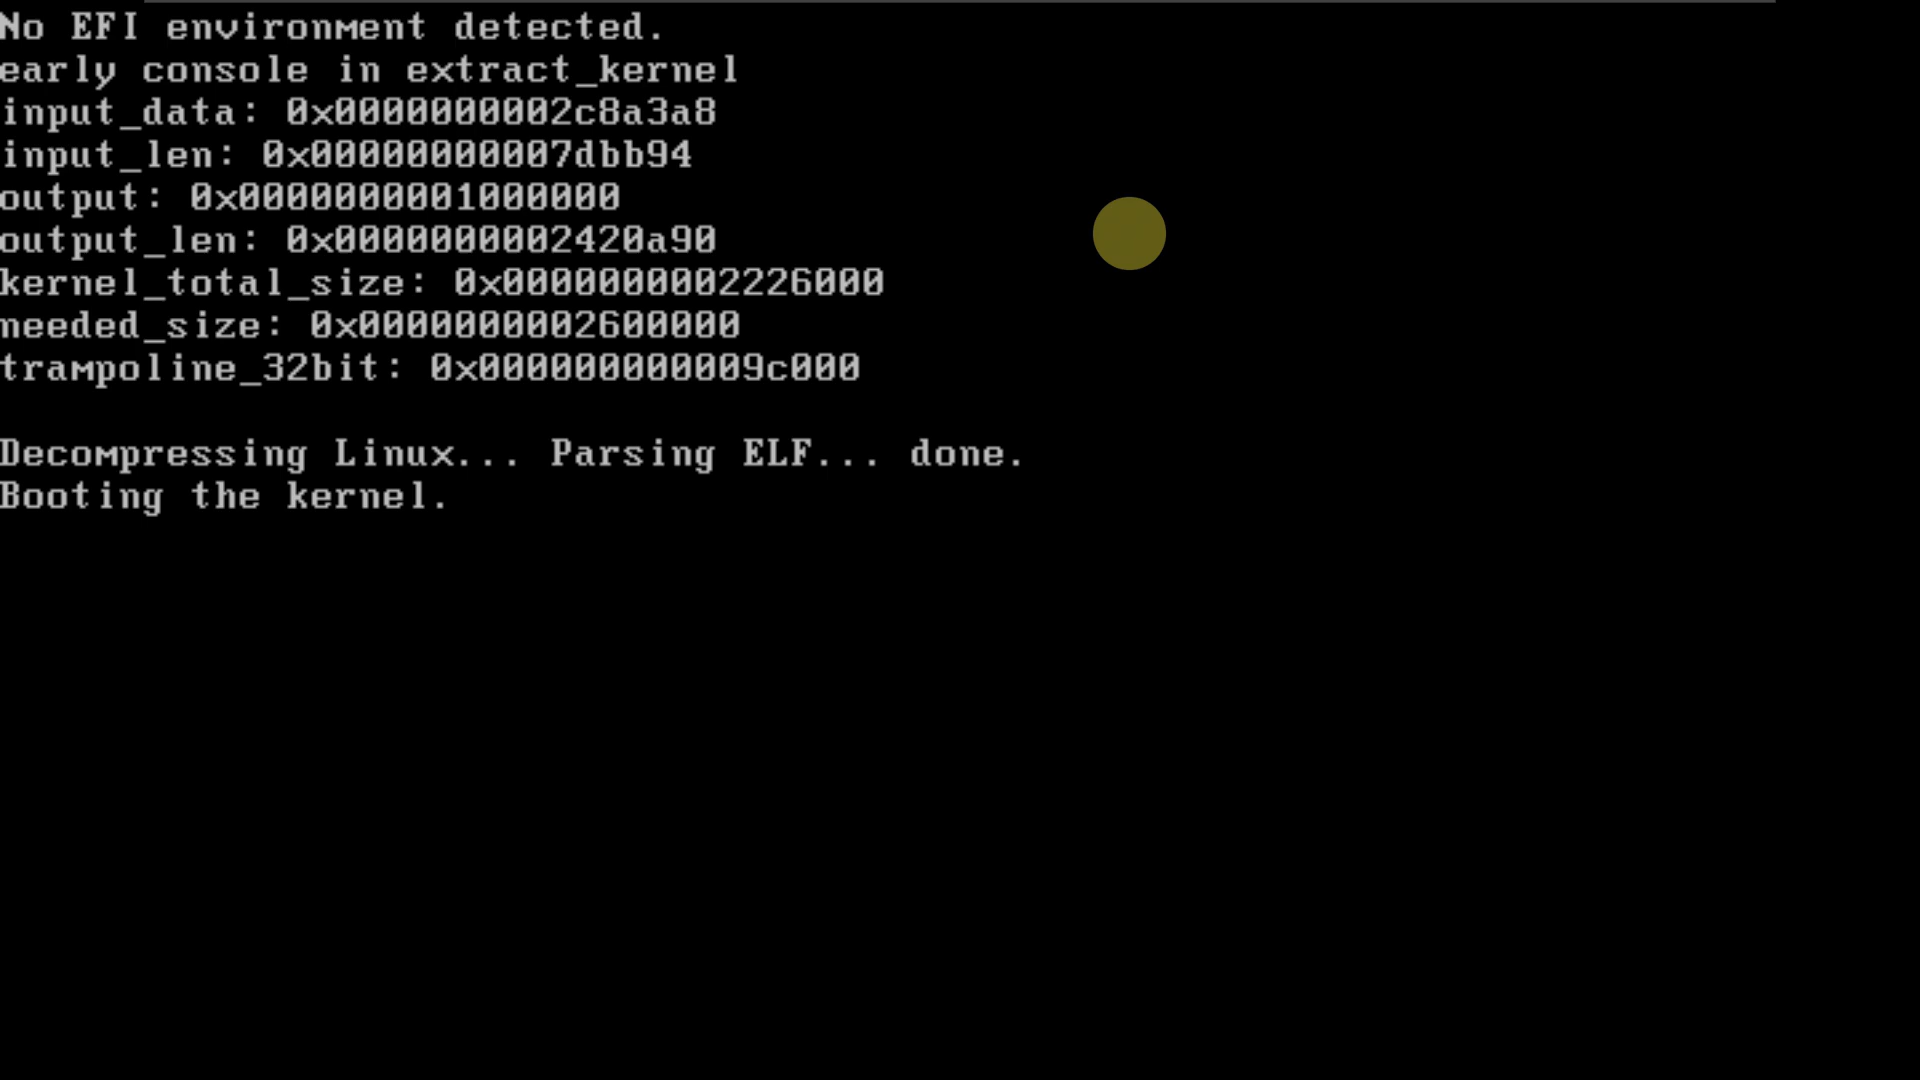 No EFI environment detected.
early console in extract_kernel
input_data: 0x0000000002c8a3a8
input_len: 0x00000000007dbb94
output: 0x0000000001000000
output_len: 0x0000000002420a90
kernel_total_size: 0x0000000002226000
needed_size: 0x0000000002600000
trampoline_32bit: 0x000000000009c000
Decompressing Linux... Parsing ELF... done.
Booting the kernel.